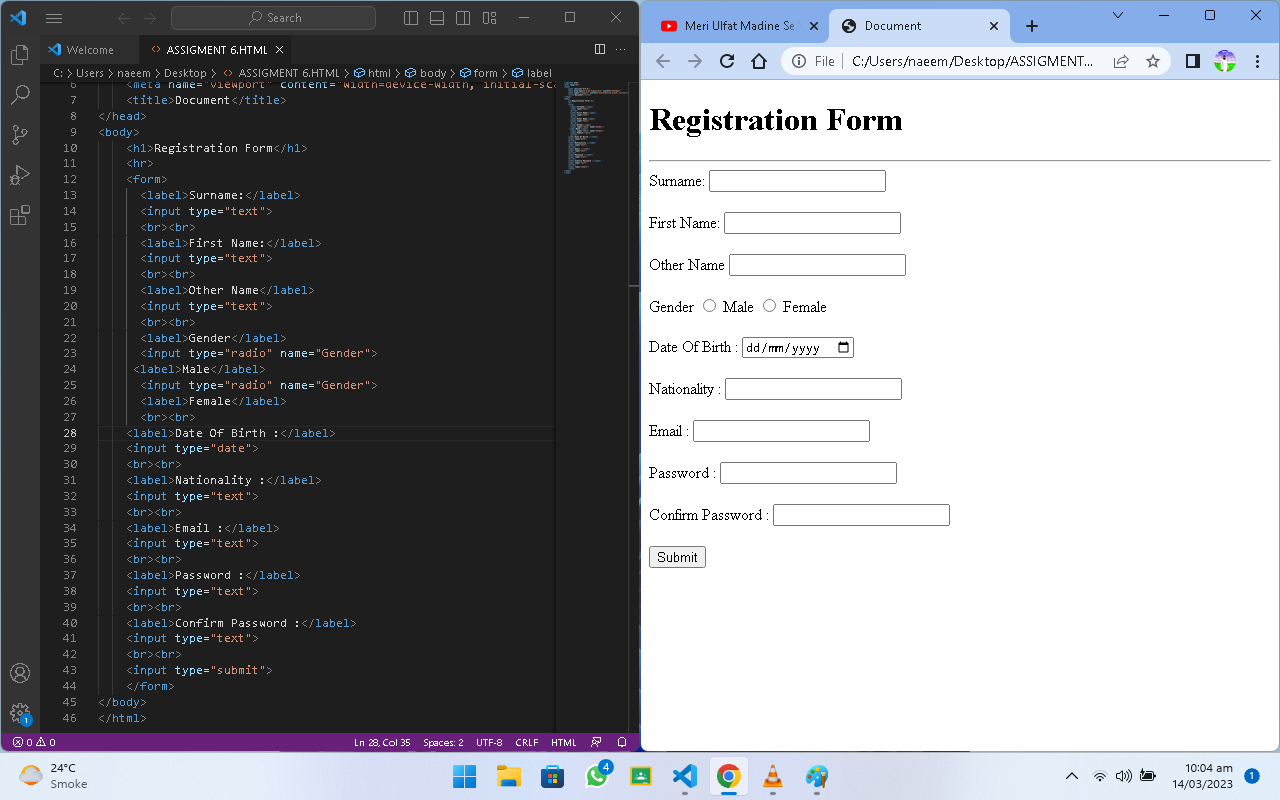 Search
Welcome
ASSIGMENT 6.HTML
C: > Users > naeem > Desktop > ASSIGMENT 6.HTML > html > body > form > label
6 <meta name="viewport" content="width=device-width, initial-sca
7 <title>Document</title>
8 </head>
9 <body>
10 <h1>Registration Form</h1>
11 <hr>
12 <form>
13 <label>Surname:</label>
14 <input type="text">
15 <br><br>
16 <label>First Name:</label>
17 <input type="text">
18 <br><br>
19 <label>Other Name</label>
20 <input type="text">
21 <br><br>
22 <label>Gender</label>
23 <input type="radio" name="Gender">
24 <label>Male</label>
25 <input type="radio" name="Gender">
26 <label>Female</label>
27 <br><br>
28 <label>Date Of Birth :</label>
29 <input type="date">
30 <br><br>
31 <label>Nationality :</label>
32 <input type="text">
33 <br><br>
34 <label>Email :</label>
35 <input type="text">
36 <br><br>
37 <label>Password :</label>
38 <input type="text">
39 <br><br>
40 <label>Confirm Password :</label>
41 <input type="text">
42 <br><br>
43 <input type="submit">
44 </form>
45 </body>
46 </html>
1
0 0 Ln 28, Col 35 Spaces: 2 UTF-8 CRLF HTML
Meri Ulfat Madine Se
Document
File C:/Users/naeem/Desktop/ASSIGMENT...
Registration Form
Surname:
First Name:
Other Name
Gender Male Female
Date Of Birth : dd/mm/yyyy
Nationality :
Email :
Password :
Confirm Password :
Submit
24°C
Smoke
4
10:04 am
14/03/2023
1